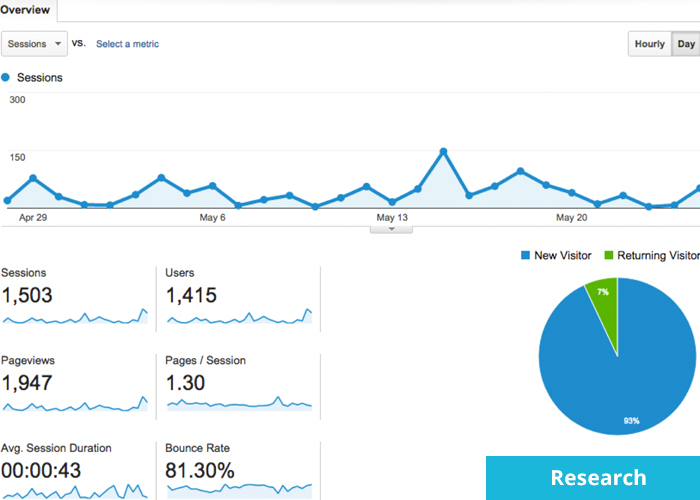 Overview
Sessions VS. Select a metric Hourly Day
Sessions
300
150
Apr 29 May 6 May 13 May 20
New Visitor Returning Visitor
Sessions Users
1,503 1,415
7%
Pageviews Pages / Session
1,947 1.30
93%
Avg. Session Duration Bounce Rate
00:00:43 81.30%
Research